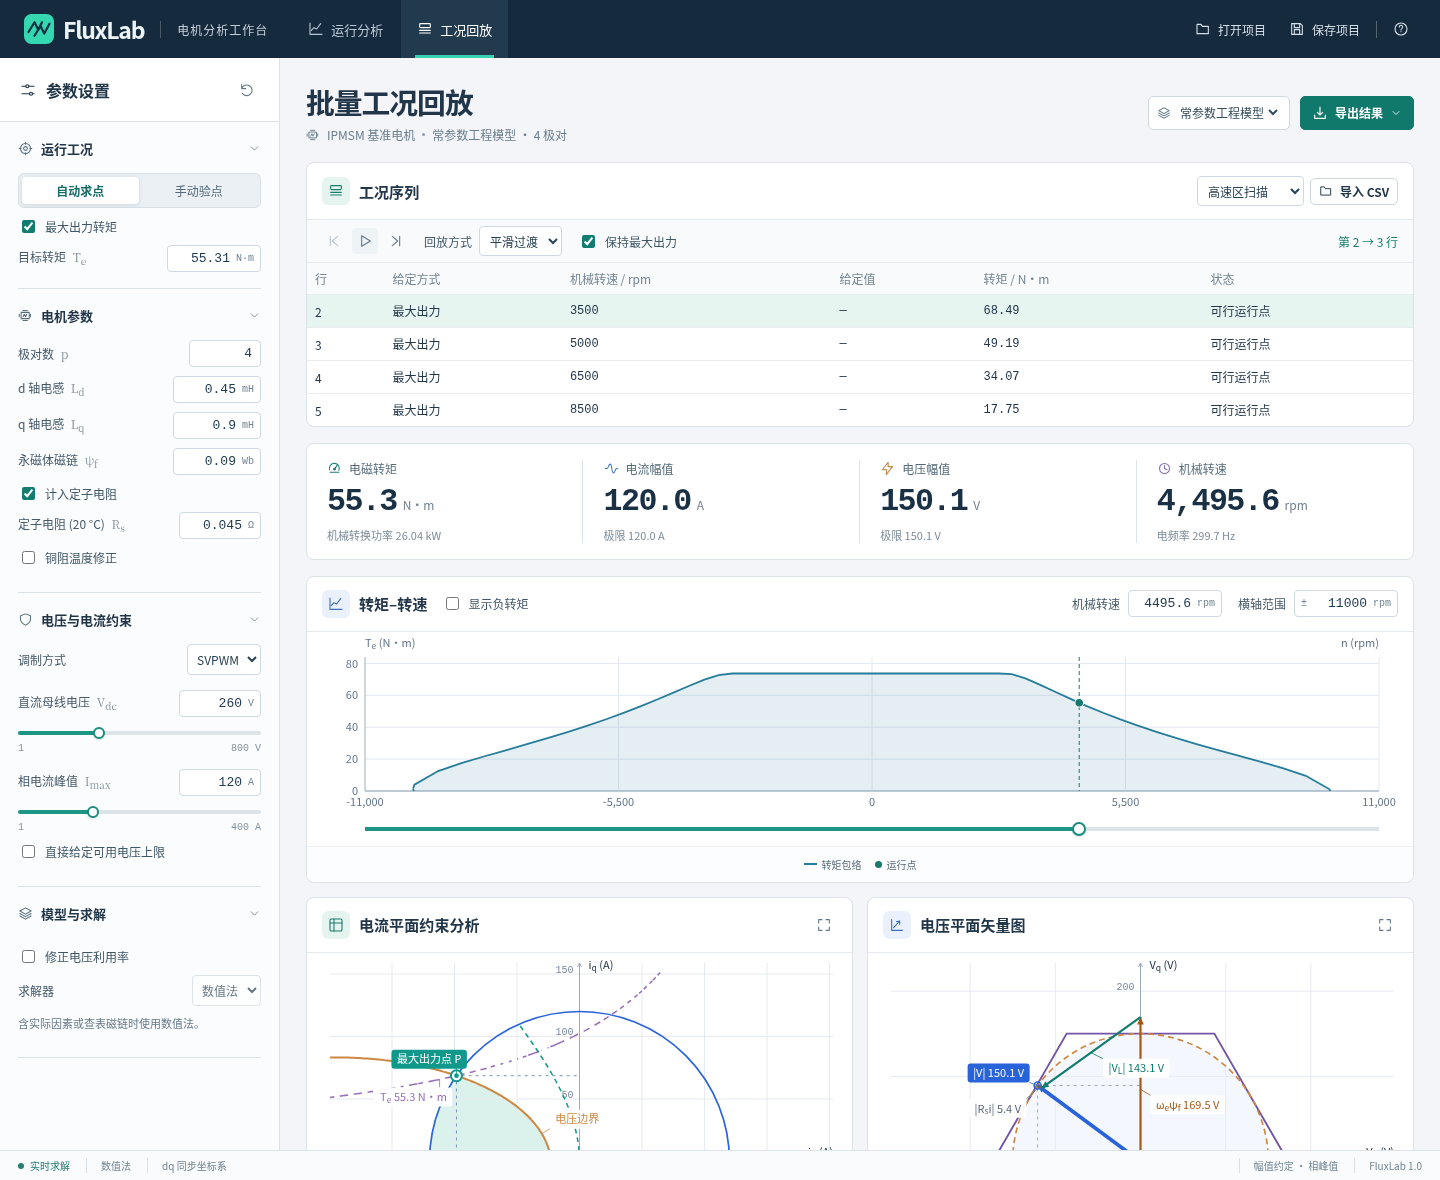 FluxLab 电机分析工作台 运行分析 工况回放 打开项目 保存项目
参数设置
运行工况
自动求点 手动验点
最大出力转矩
目标转矩 Te 55.31 N·m
电机参数
极对数 p 4
d 轴电感 Ld 0.45 mH
q 轴电感 Lq 0.9 mH
永磁体磁链 ψf 0.09 Wb
计入定子电阻
定子电阻 (20 °C) Rs 0.045 Ω
铜阻温度修正
电压与电流约束
调制方式 SVPWM
直流母线电压 Vdc 260 V
1 800 V
相电流峰值 Imax 120 A
1 400 A
直接给定可用电压上限
模型与求解
修正电压利用率
求解器 数值法
含实际因素或查表磁链时使用数值法。
批量工况回放
IPMSM 基准电机 · 常参数工程模型 · 4 极对
常参数工程模型 导出结果
工况序列 高速区扫描 导入 CSV
回放方式 平滑过渡 保持最大出力 第 2 → 3 行
行 给定方式 机械转速 / rpm 给定值 转矩 / N·m 状态
2 最大出力 3500 — 68.49 可行运行点
3 最大出力 5000 — 49.19 可行运行点
4 最大出力 6500 — 34.07 可行运行点
5 最大出力 8500 — 17.75 可行运行点
电磁转矩 电流幅值 电压幅值 机械转速
55.3 N·m 120.0 A 150.1 V 4,495.6 rpm
机械转换功率 26.04 kW 极限 120.0 A 极限 150.1 V 电频率 299.7 Hz
转矩–转速 显示负转矩 机械转速 4495.6 rpm 横轴范围 ± 11000 rpm
Te (N·m) n (rpm)
80
60
40
20
0
-11,000 -5,500 0 5,500 11,000
转矩包络 运行点
电流平面约束分析
150 iq (A)
100
最大出力点 P
Te 55.3 N·m
50
电压边界
电压平面矢量图
Vq (V)
200
|V| 150.1 V
|VL| 143.1 V
|Rsi| 5.4 V
ωeψf 169.5 V
实时求解 数值法 dq 同步坐标系 幅值约定 · 相峰值 FluxLab 1.0